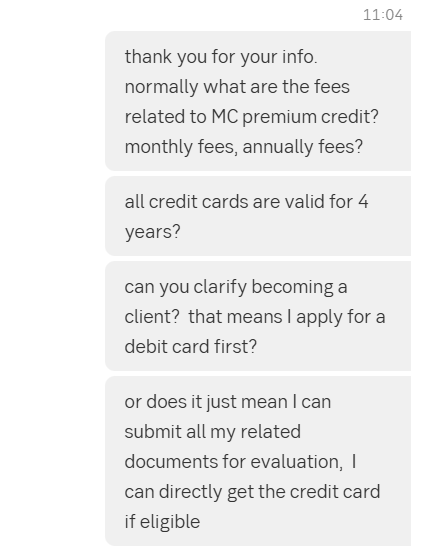 11:04
thank you for your info.
normally what are the fees
related to MC premium credit?
monthly fees, annually fees?
all credit cards are valid for 4
years?
can you clarify becoming a
client?  that means I apply for a
debit card first?
or does it just mean I can
submit all my related
documents for evaluation,  I
can directly get the credit card
if eligible